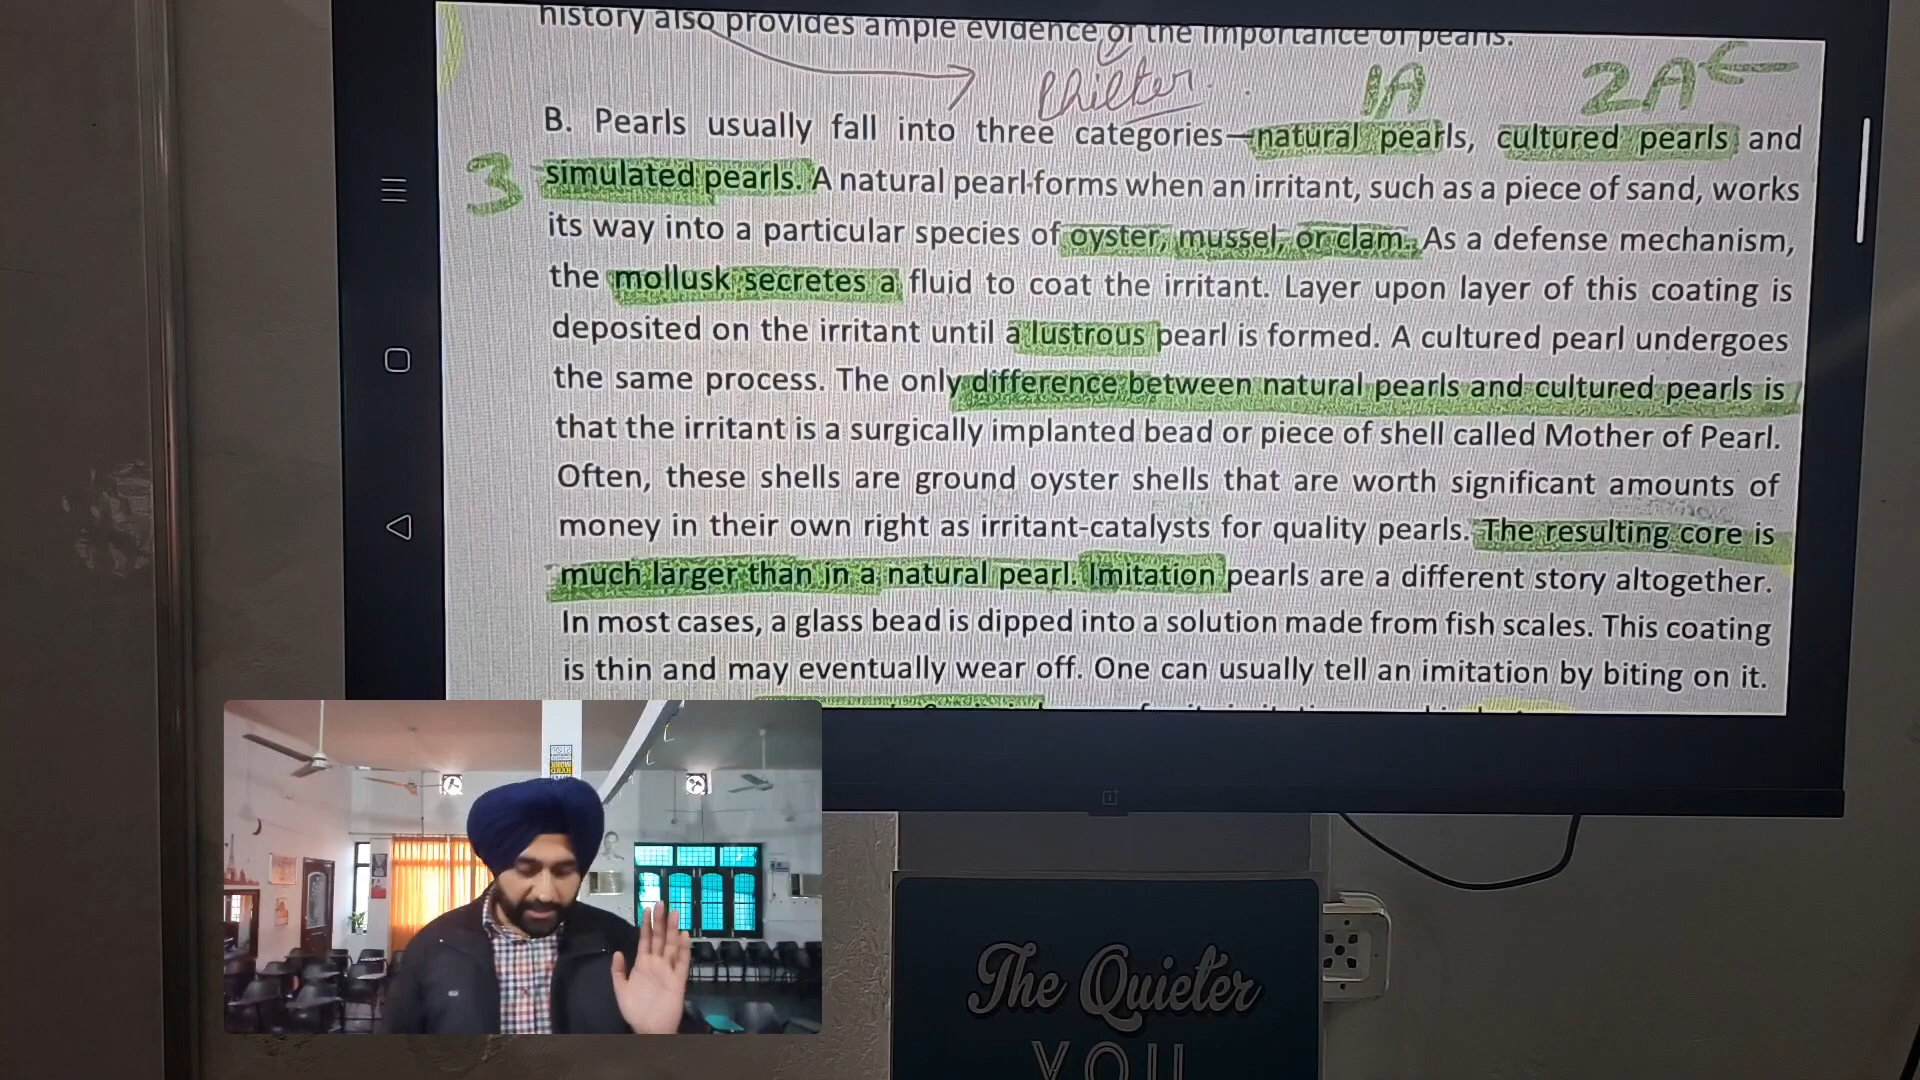 history also provides ample evidence of the importance of pearls.
1A 2A
B. Pearls usually fall into three categories—natural pearls, cultured pearls and
3 simulated pearls. A natural pearl forms when an irritant, such as a piece of sand, works
its way into a particular species of oyster, mussel, or clam. As a defense mechanism,
the mollusk secretes a fluid to coat the irritant. Layer upon layer of this coating is
deposited on the irritant until a lustrous pearl is formed. A cultured pearl undergoes
the same process. The only difference between natural pearls and cultured pearls is
that the irritant is a surgically implanted bead or piece of shell called Mother of Pearl.
Often, these shells are ground oyster shells that are worth significant amounts of
money in their own right as irritant-catalysts for quality pearls. The resulting core is
much larger than in a natural pearl. Imitation pearls are a different story altogether.
In most cases, a glass bead is dipped into a solution made from fish scales. This coating
is thin and may eventually wear off. One can usually tell an imitation by biting on it.
The Quieter
YOU